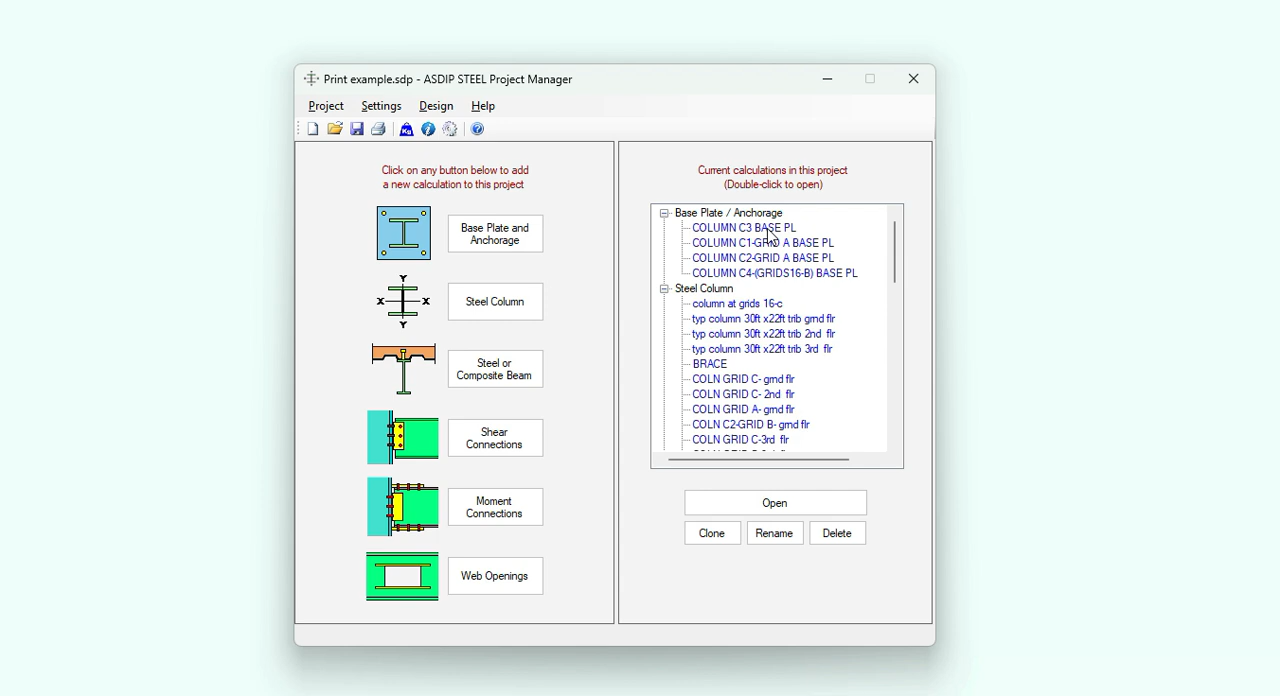 Print example.sdp - ASDIP STEEL Project Manager
Project Settings Design Help
Kg
Click on any button below to add
a new calculation to this project
Base Plate and
Anchorage
Y
X X
Y
Steel Column
Steel or
Composite Beam
Shear
Connections
Moment
Connections
Web Openings
Current calculations in this project
(Double-click to open)
Base Plate / Anchorage
COLUMN C3 BASE PL
COLUMN C1-GRID A BASE PL
COLUMN C2-GRID A BASE PL
COLUMN C4-(GRIDS16-B) BASE PL
Steel Column
column at grids 16-c
typ column 30ft x22ft trib grnd flr
typ column 30ft x22ft trib 2nd flr
typ column 30ft x22ft trib 3rd flr
BRACE
COLN GRID C- grnd flr
COLN GRID C- 2nd flr
COLN GRID A- grnd flr
COLN C2-GRID B- grnd flr
COLN GRID C-3rd flr
Open
Clone Rename Delete